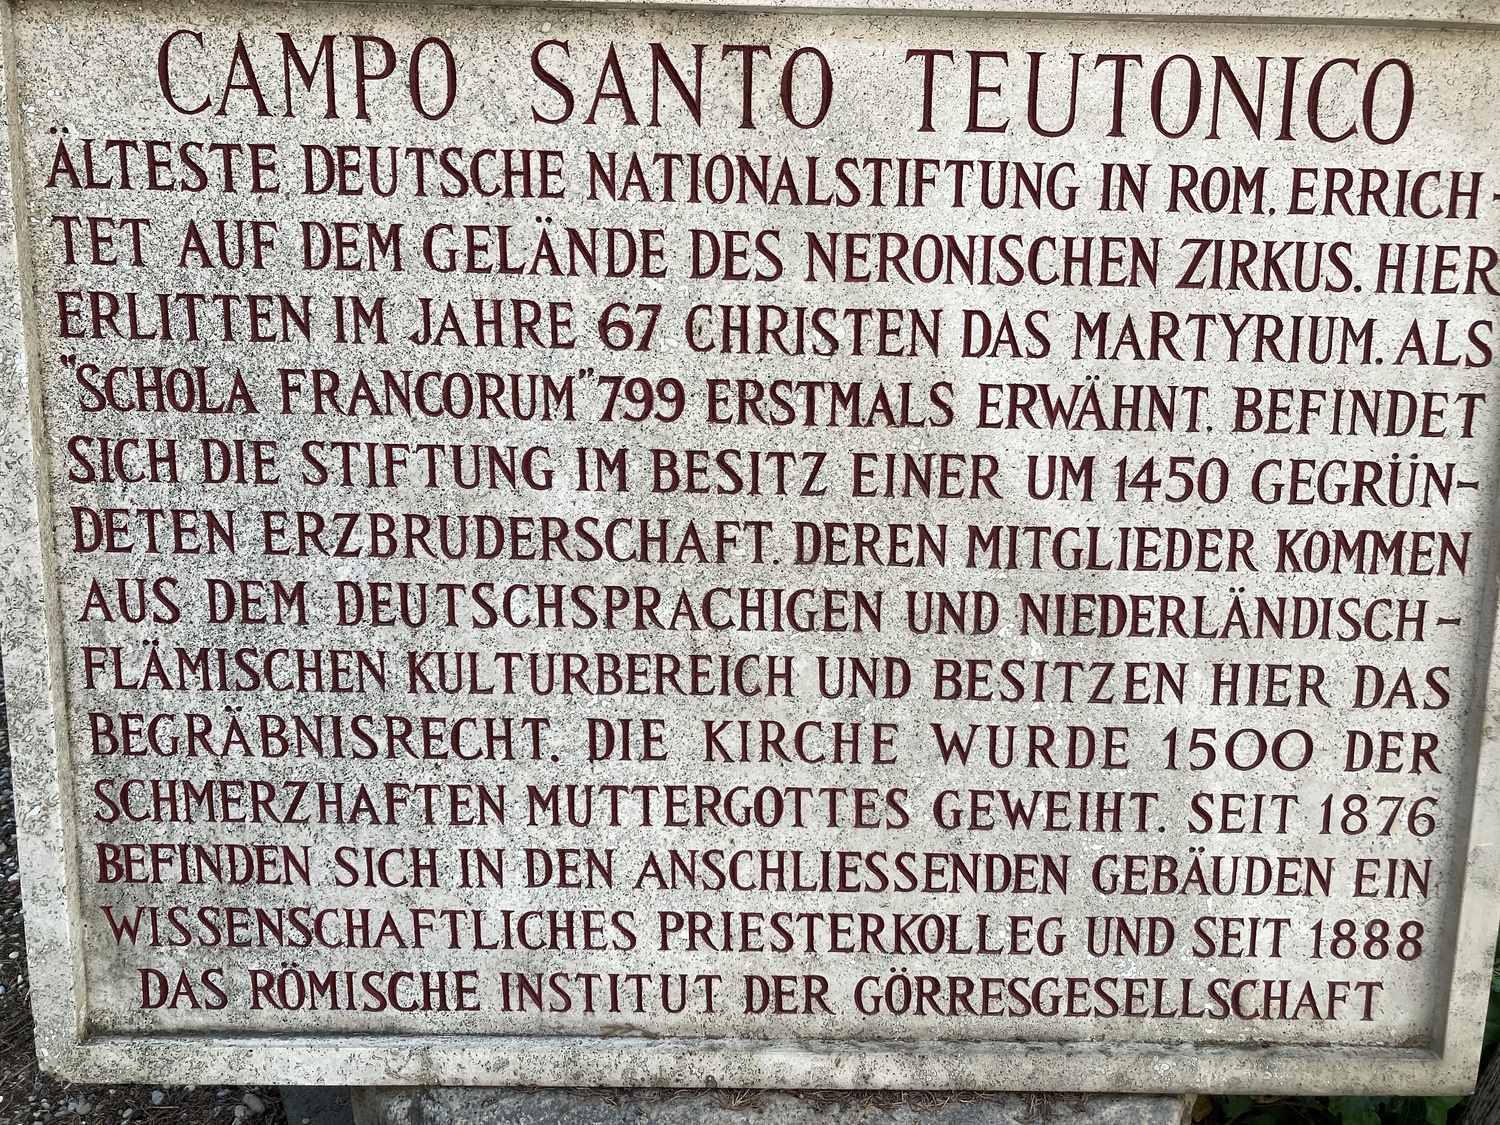 CAMPO SANTO TEUTONICO
ÄLTESTE DEUTSCHE NATIONALSTIFTUNG IN ROM. ERRICH-
TET AUF DEM GELÄNDE DES NERONISCHEN ZIRKUS. HIER
ERLITTEN IM JAHRE 67 CHRISTEN DAS MARTYRIUM. ALS
"SCHOLA FRANCORUM" 799 ERSTMALS ERWÄHNT. BEFINDET
SICH DIE STIFTUNG IM BESITZ EINER UM 1450 GEGRÜN-
DETEN ERZBRUDERSCHAFT. DEREN MITGLIEDER KOMMEN
AUS DEM DEUTSCHSPRACHIGEN UND NIEDERLÄNDISCH-
FLÄMISCHEN KULTURBEREICH UND BESITZEN HIER DAS
BEGRÄBNISRECHT. DIE KIRCHE WURDE 1500 DER
SCHMERZHAFTEN MUTTERGOTTES GEWEIHT. SEIT 1876
BEFINDEN SICH IN DEN ANSCHLIESSENDEN GEBÄUDEN EIN
WISSENSCHAFTLICHES PRIESTERKOLLEG UND SEIT 1888
DAS RÖMISCHE INSTITUT DER GÖRRESGESELLSCHAFT